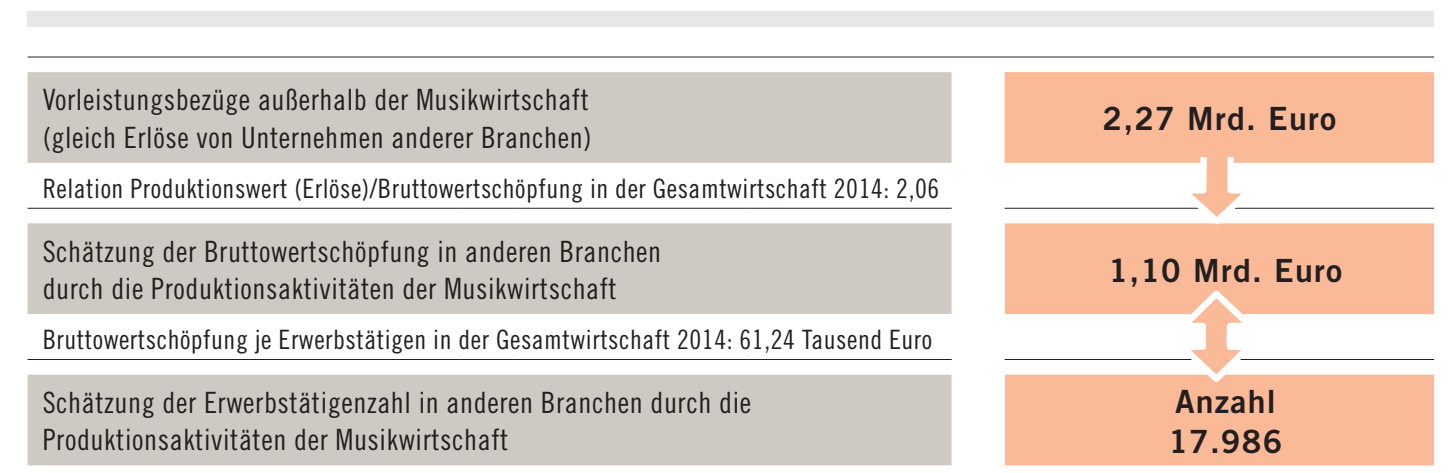 Vorleistungsbezüge außerhalb der Musikwirtschaft
(gleich Erlöse von Unternehmen anderer Branchen)
2,27 Mrd. Euro
Relation Produktionswert (Erlöse)/Bruttowertschöpfung in der Gesamtwirtschaft 2014: 2,06
Schätzung der Bruttowertschöpfung in anderen Branchen
durch die Produktionsaktivitäten der Musikwirtschaft
1,10 Mrd. Euro
Bruttowertschöpfung je Erwerbstätigen in der Gesamtwirtschaft 2014: 61,24 Tausend Euro
Schätzung der Erwerbstätigenzahl in anderen Branchen durch die
Produktionsaktivitäten der Musikwirtschaft
Anzahl
17.986